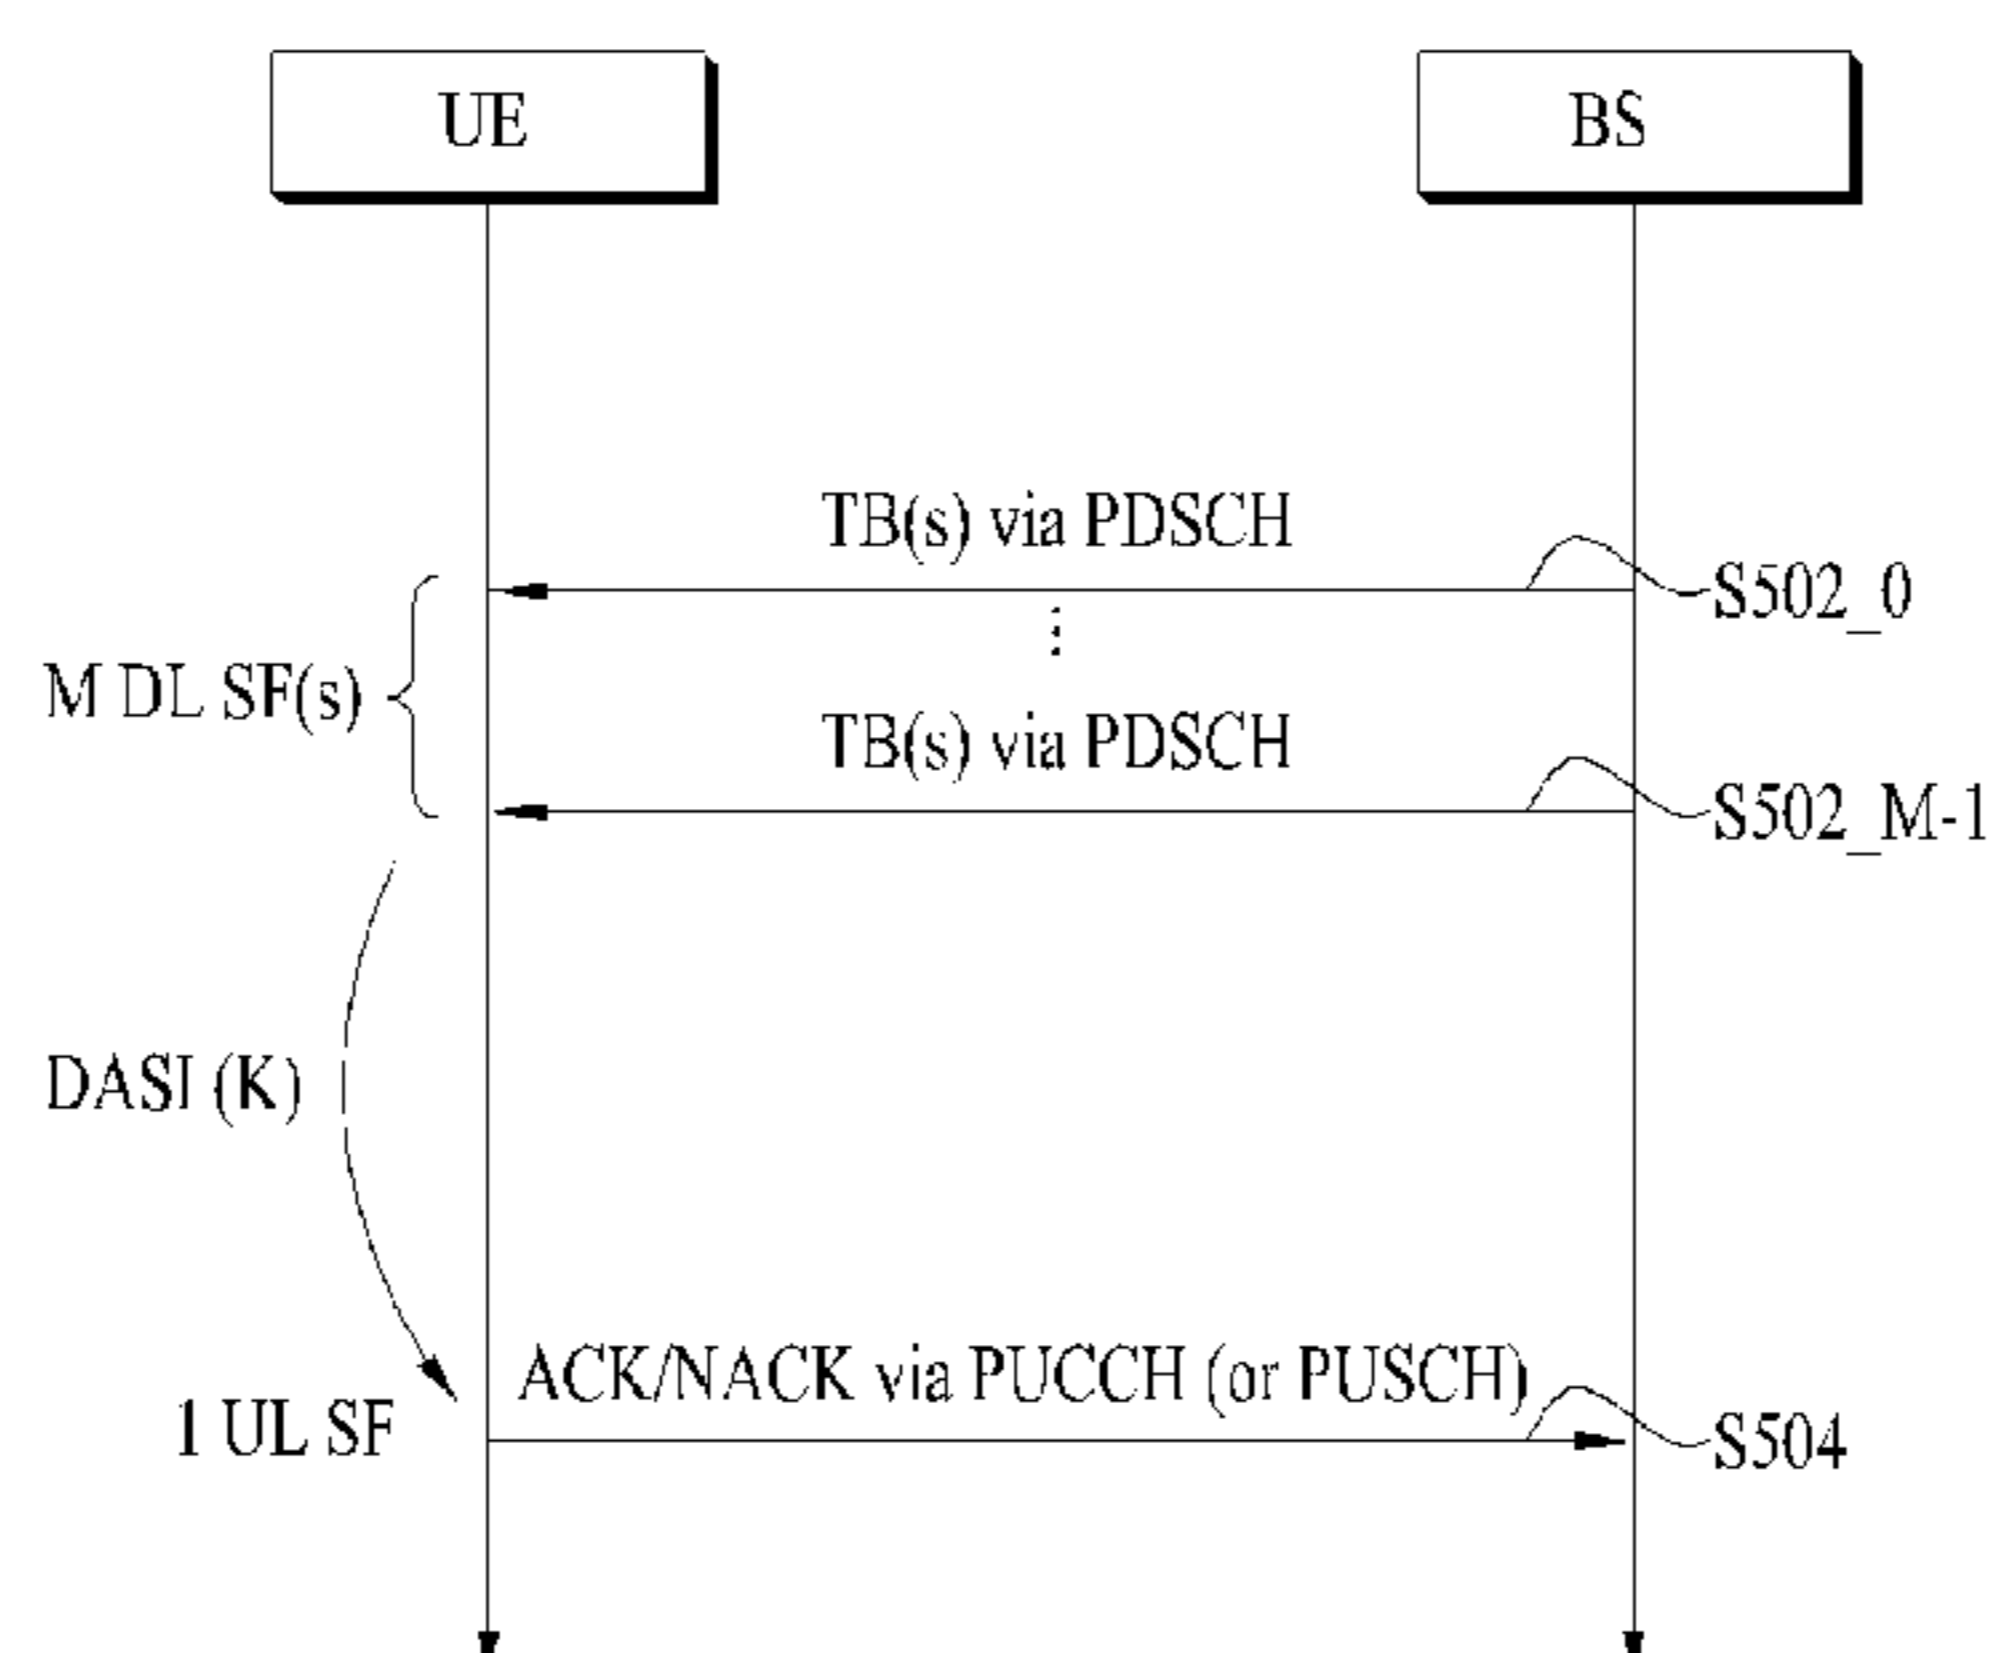 UE
BS
TB(s) via PDSCH
S502_0
M DL SF(s)
TB(s) via PDSCH
S502_M-1
DASI (K)
ACK/NACK via PUCCH (or PUSCH)
1 UL SF
S504